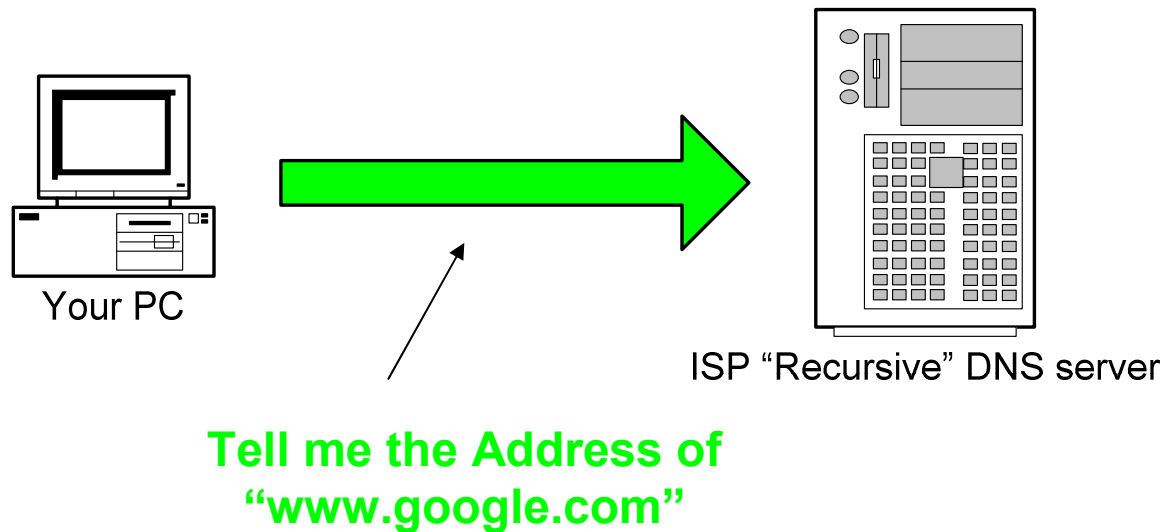 Your PC
ISP “Recursive” DNS server
Tell me the Address of
“www.google.com”